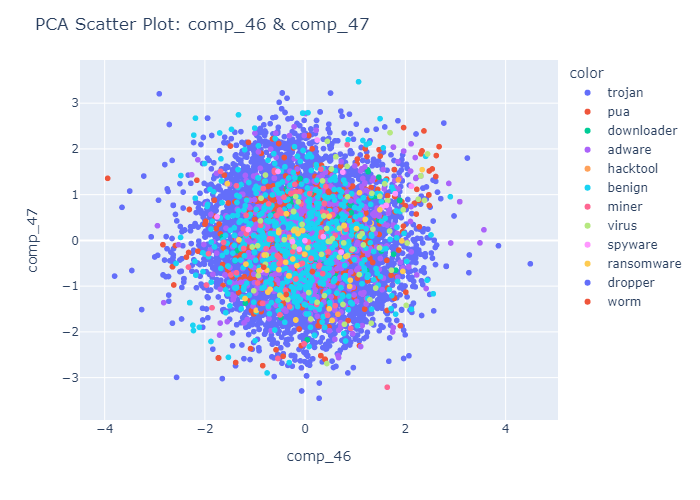 PCA Scatter Plot: comp_46 & comp_47
color
trojan
pua
downloader
adware
hacktool
benign
miner
virus
spyware
ransomware
dropper
worm
comp_47
3
2
1
0
−1
−2
−3
−4
−2
0
2
4
comp_46